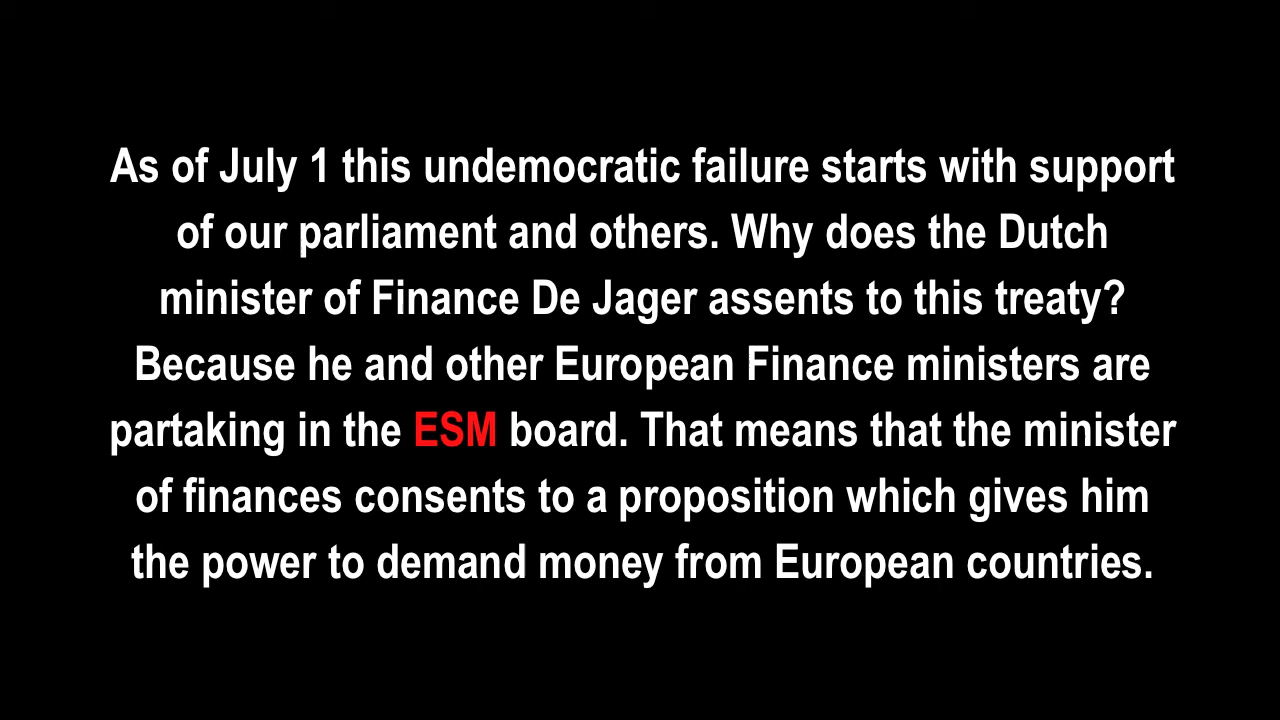 As of July 1 this undemocratic failure starts with support
of our parliament and others. Why does the Dutch
minister of Finance De Jager assents to this treaty?
Because he and other European Finance ministers are
partaking in the ESM board. That means that the minister
of finances consents to a proposition which gives him
the power to demand money from European countries.